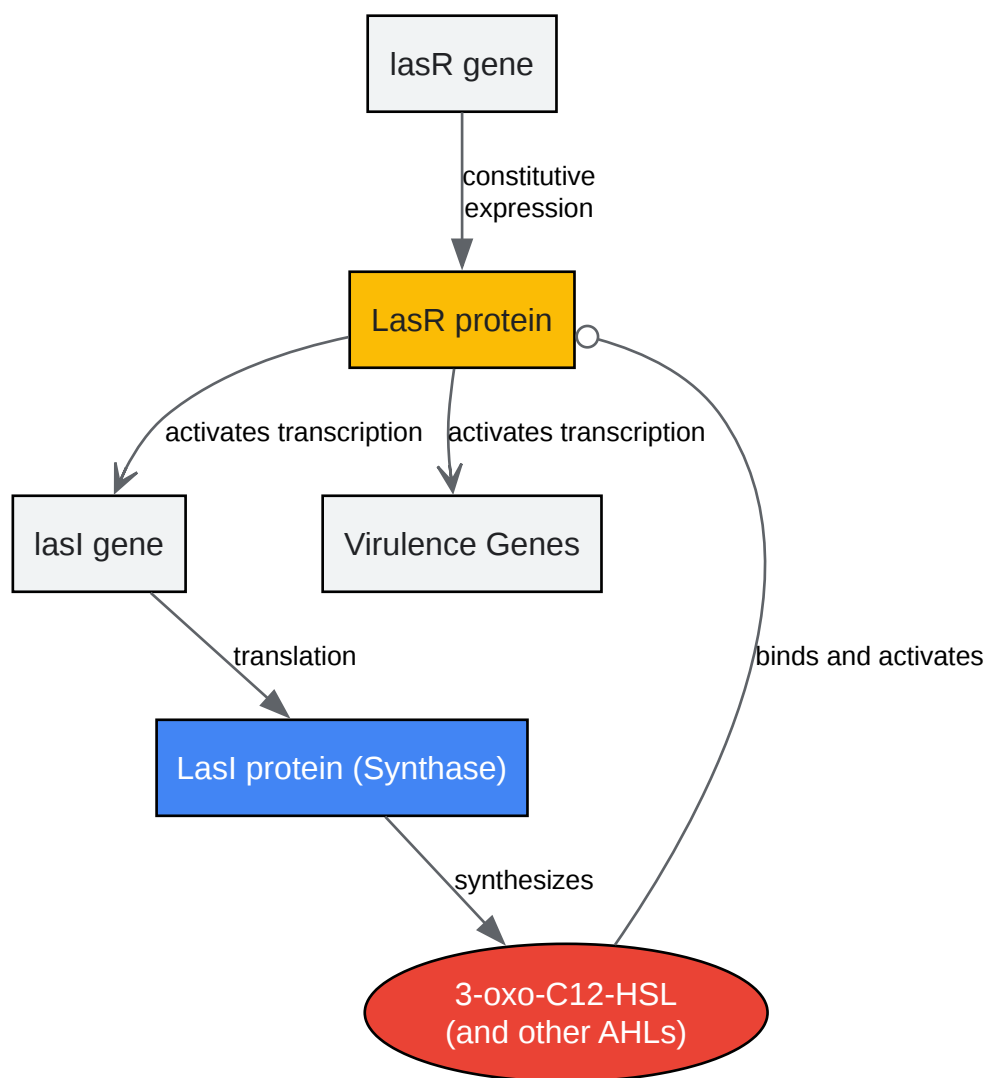 lasR gene
constitutive
expression
LasR protein
activates transcription
activates transcription
lasI gene
Virulence Genes
translation
binds and activates
LasI protein (Synthase)
synthesizes
3-oxo-C12-HSL
(and other AHLs)